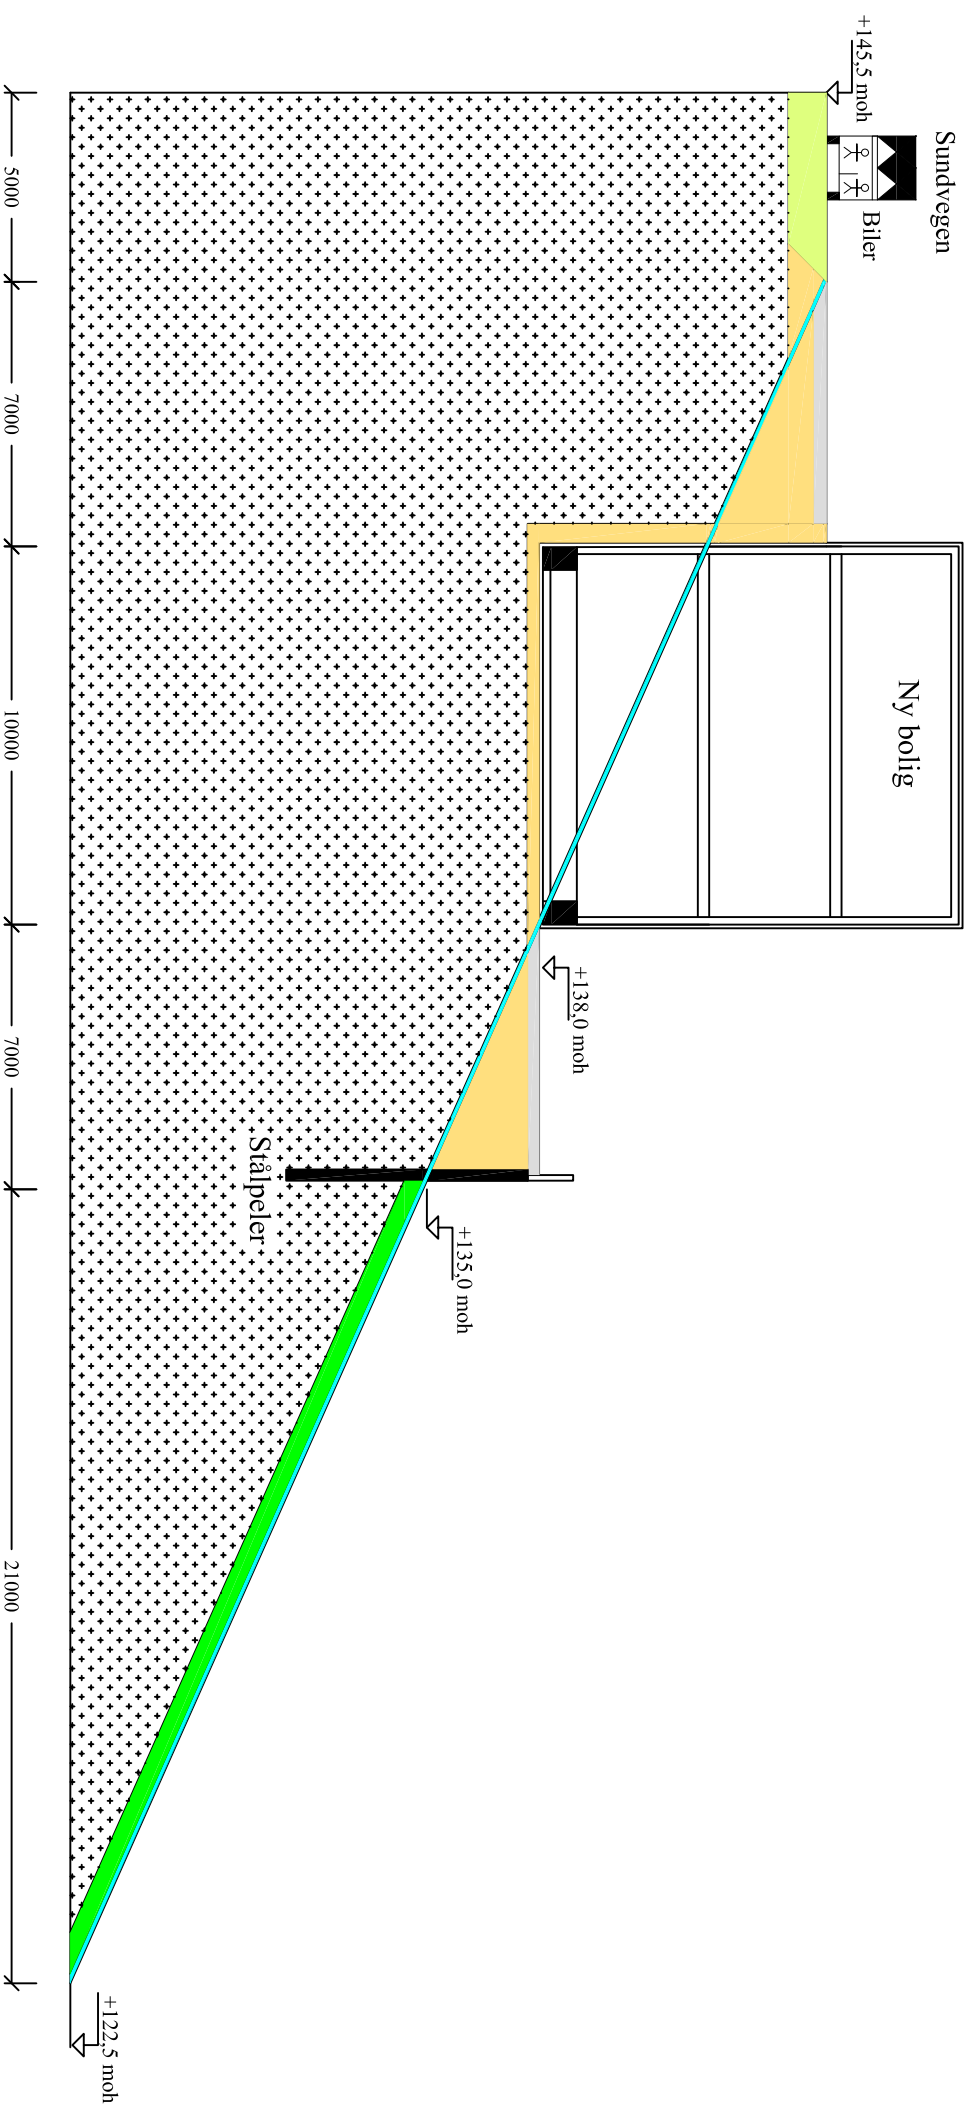 Sundvegen
+145,5 moh
Biler
Ny bolig
+138,0 moh
+135,0 moh
Stålpeler
+122,5 moh
5000
7000
10000
7000
21000